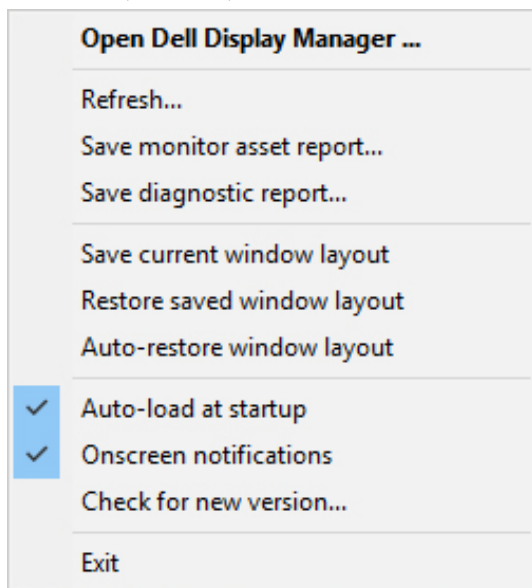 Open Dell Display Manager ...
Refresh...
Save monitor asset report...
Save diagnostic report...
Save current window layout
Restore saved window layout
Auto-restore window layout
Auto-load at startup
Onscreen notifications
Check for new version...
Exit